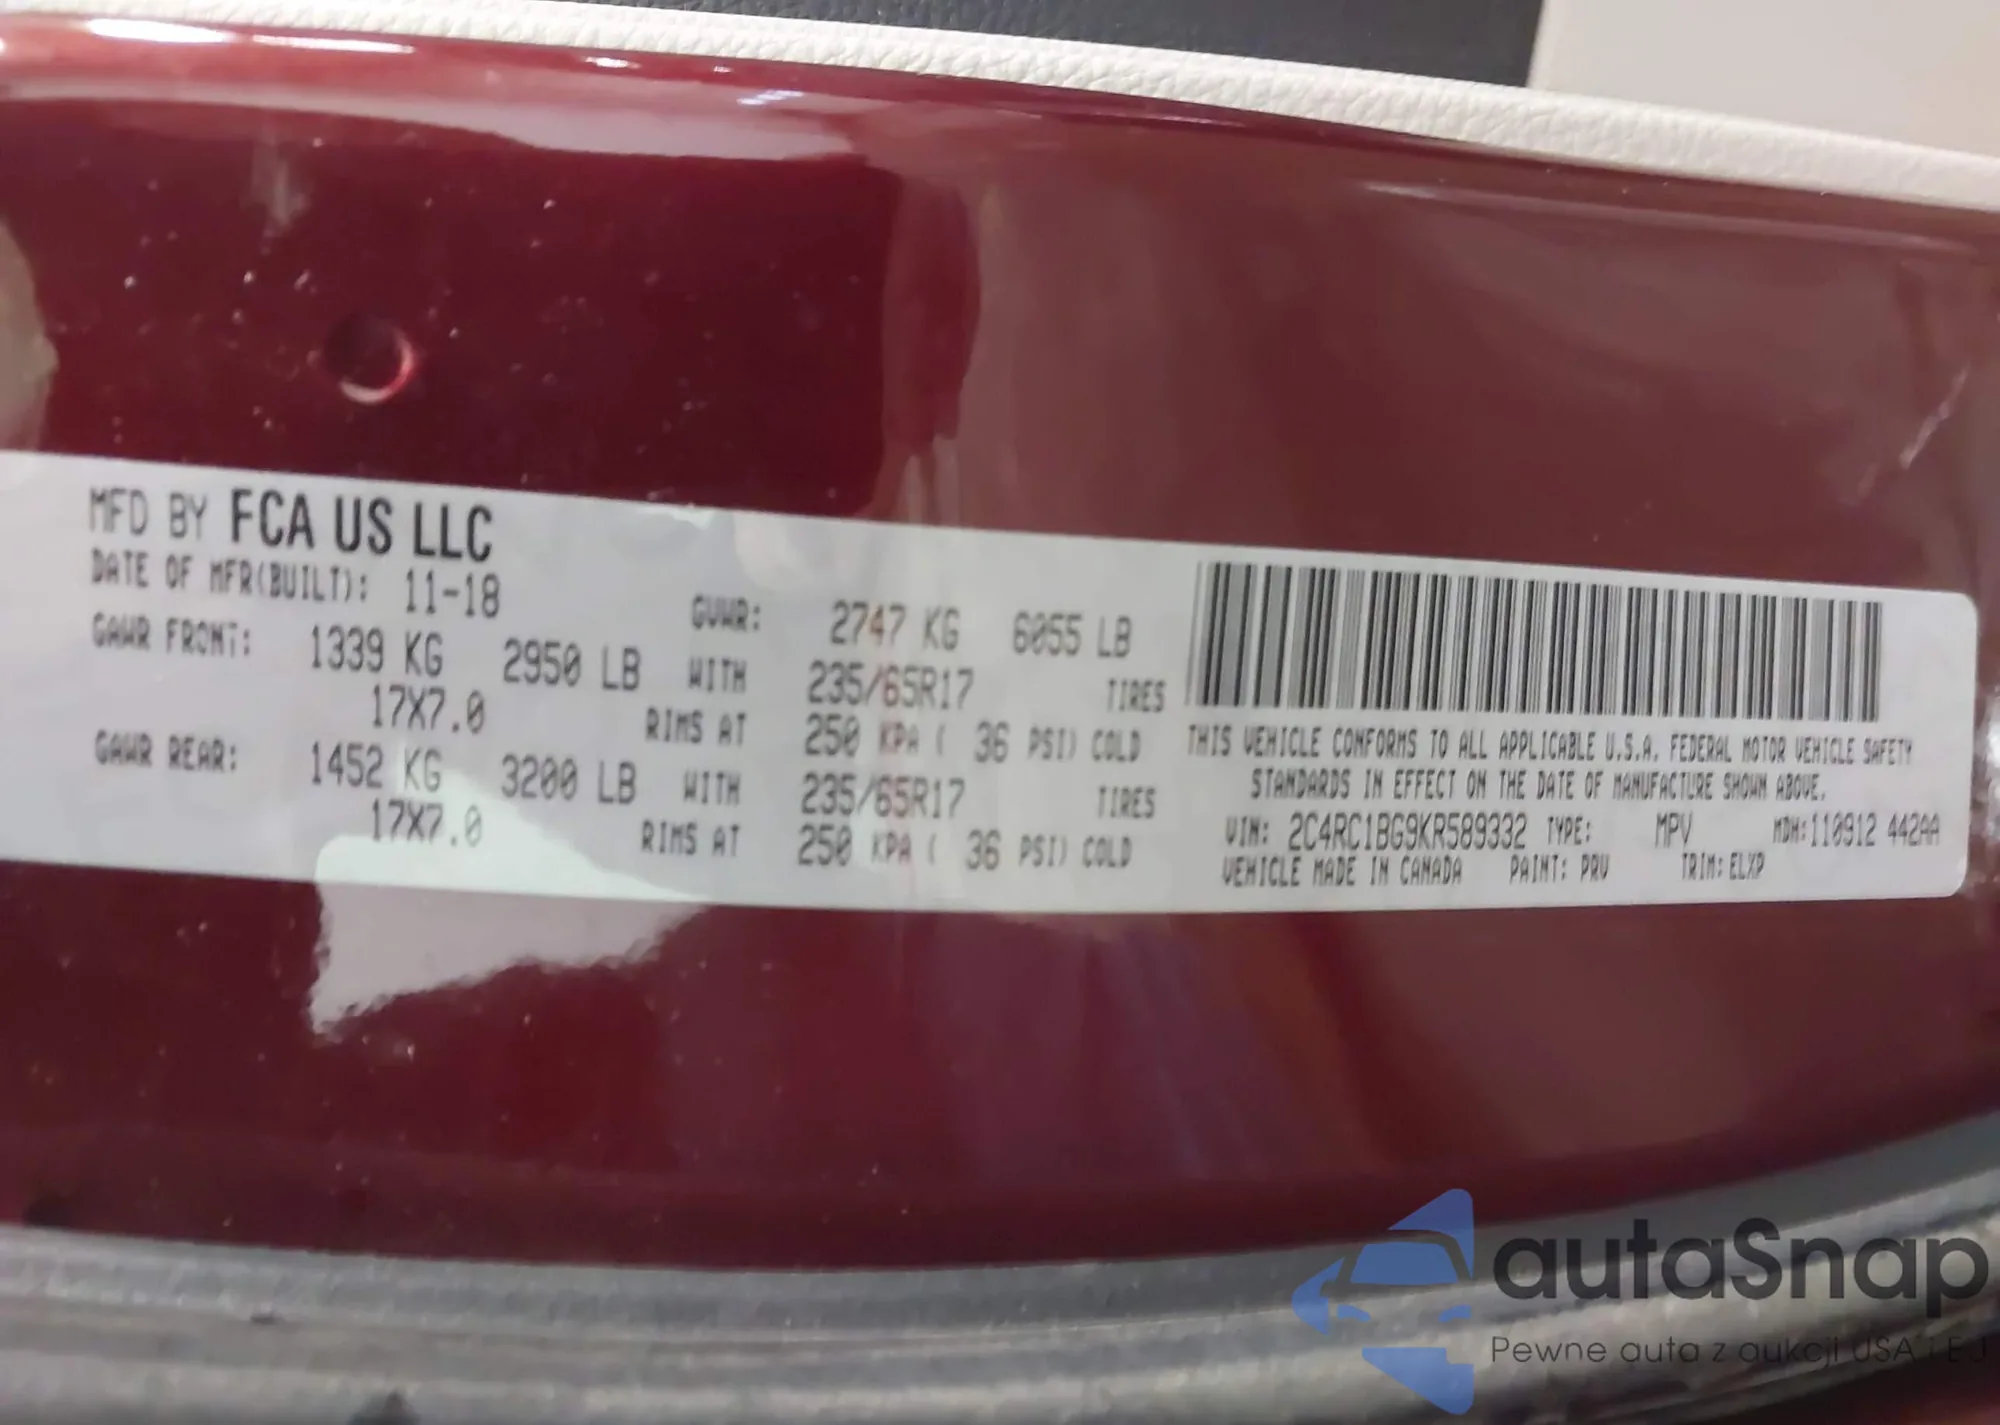 MFD BY FCA US LLC
DATE OF MFR(BUILT): 11-18
GVWR: 2747 KG 6055 LB
GAWR FRONT: 1339 KG 2950 LB WITH 235/65R17 TIRES
17X7.0 RIMS AT 250 KPA ( 36 PSI) COLD
GAWR REAR: 1452 KG 3200 LB WITH 235/65R17 TIRES
17X7.0 RIMS AT 250 KPA ( 36 PSI) COLD
THIS VEHICLE CONFORMS TO ALL APPLICABLE U.S.A. FEDERAL MOTOR VEHICLE SAFETY
STANDARDS IN EFFECT ON THE DATE OF MANUFACTURE SHOWN ABOVE.
VIN: 2C4RC1BG9KR589332 TYPE: MPV MDH:110912 442AA
VEHICLE MADE IN CANADA PAINT: PRV TRIM: ELXP
autaSnap
Pewne auta z aukcji USA i EU